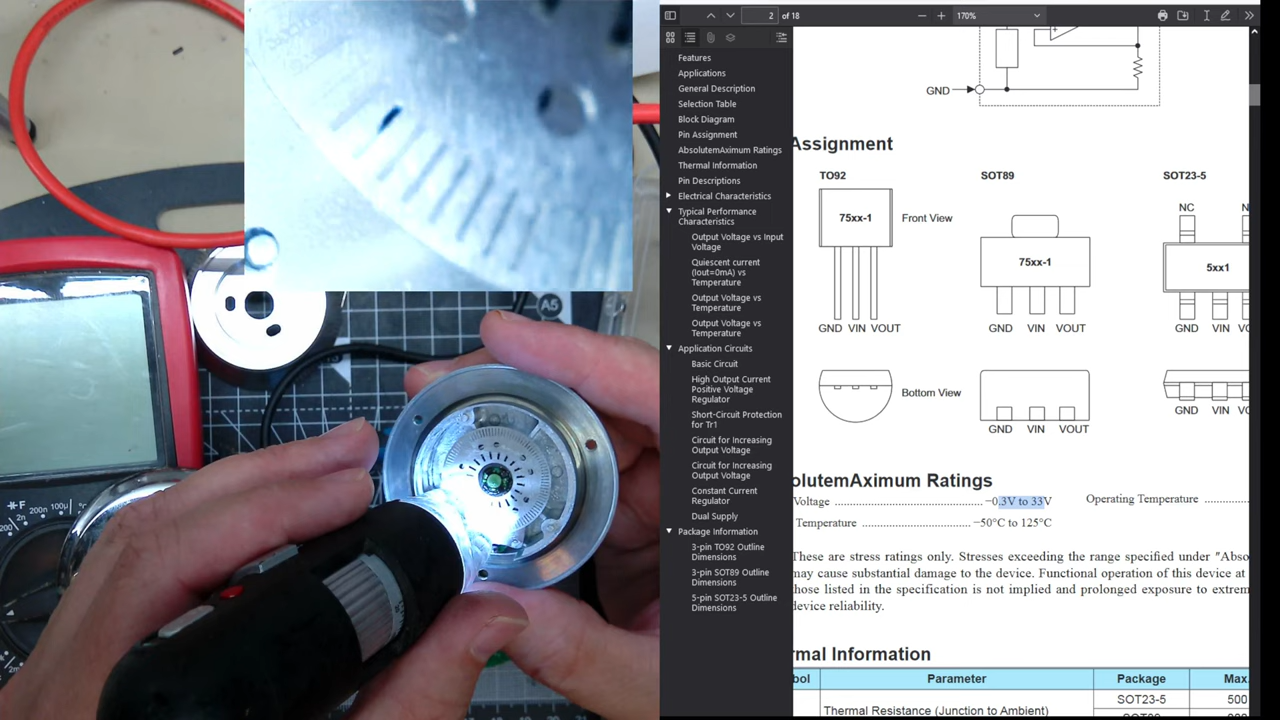 A5
*F
200n
100µ
2
of 18
170%
Features
Applications
General Description
Selection Table
Block Diagram
Pin Assignment
AbsolutemAximum Ratings
Thermal Information
Pin Descriptions
Electrical Characteristics
Typical Performance
Characteristics
Output Voltage vs Input
Voltage
Quiescent current
(Iout=0mA) vs
Temperature
Output Voltage vs
Temperature
Output Voltage vs
Temperature
Application Circuits
Basic Circuit
High Output Current
Positive Voltage
Regulator
Short-Circuit Protection
for Tr1
Circuit for Increasing
Output Voltage
Circuit for Increasing
Output Voltage
Constant Current
Regulator
Dual Supply
Package Information
3-pin TO92 Outline
Dimensions
3-pin SOT89 Outline
Dimensions
5-pin SOT23-5 Outline
Dimensions
GND
Assignment
TO92
SOT89
SOT23-5
NC
N
75xx-1
Front View
75xx-1
5xx1
GND VIN VOUT
GND VIN VOUT
GND VIN VO
Bottom View
GND VIN VOUT
GND VIN V
olutemAximum Ratings
Voltage −0.3V to 33V
Operating Temperature
Temperature −50°C to 125°C
These are stress ratings only. Stresses exceeding the range specified under "Abso
may cause substantial damage to the device. Functional operation of this device at
hose listed in the specification is not implied and prolonged exposure to extrem
device reliability.
rmal Information
bol Parameter Package Max.
Thermal Resistance (Junction to Ambient)
SOT23-5 500